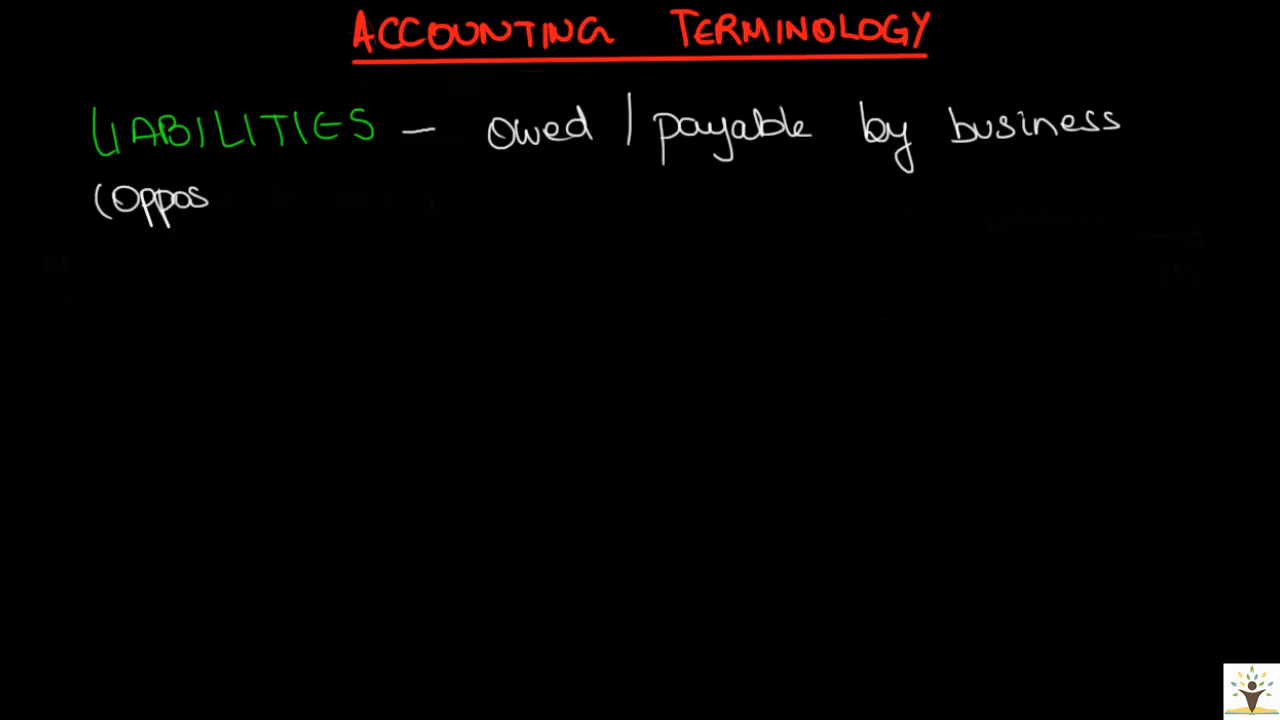 ACCOUNTING TERMINOLOGY
LIABILITIES – owed / payable by business
(Oppos